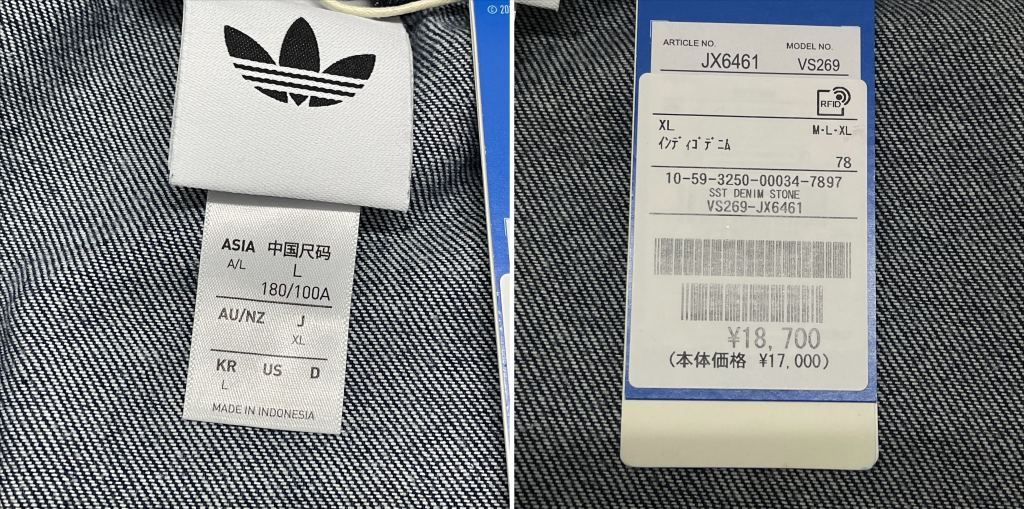 ASIA 中国尺码
A/L L
180/100A
AU/NZ J
XL
KR US D
L
MADE IN INDONESIA
© 20
ARTICLE NO. MODEL NO.
JX6461 VS269
RFID
XL M-L-XL
ｲﾝﾃﾞｨｺﾞﾃﾞﾆﾑ
78
10-59-3250-00034-7897
SST DENIM STONE
VS269-JX6461
¥18,700
(本体価格 ¥17,000)